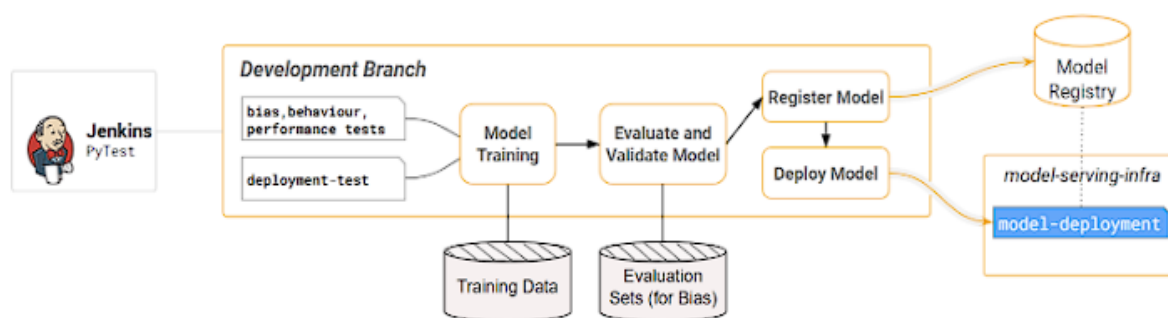 Jenkins
PyTest
Development Branch
bias,behaviour,
performance tests
deployment-test
Model
Training
Evaluate and
Validate Model
Register Model
Deploy Model
Training Data
Evaluation
Sets (for Bias)
Model
Registry
model-serving-infra
model-deployment